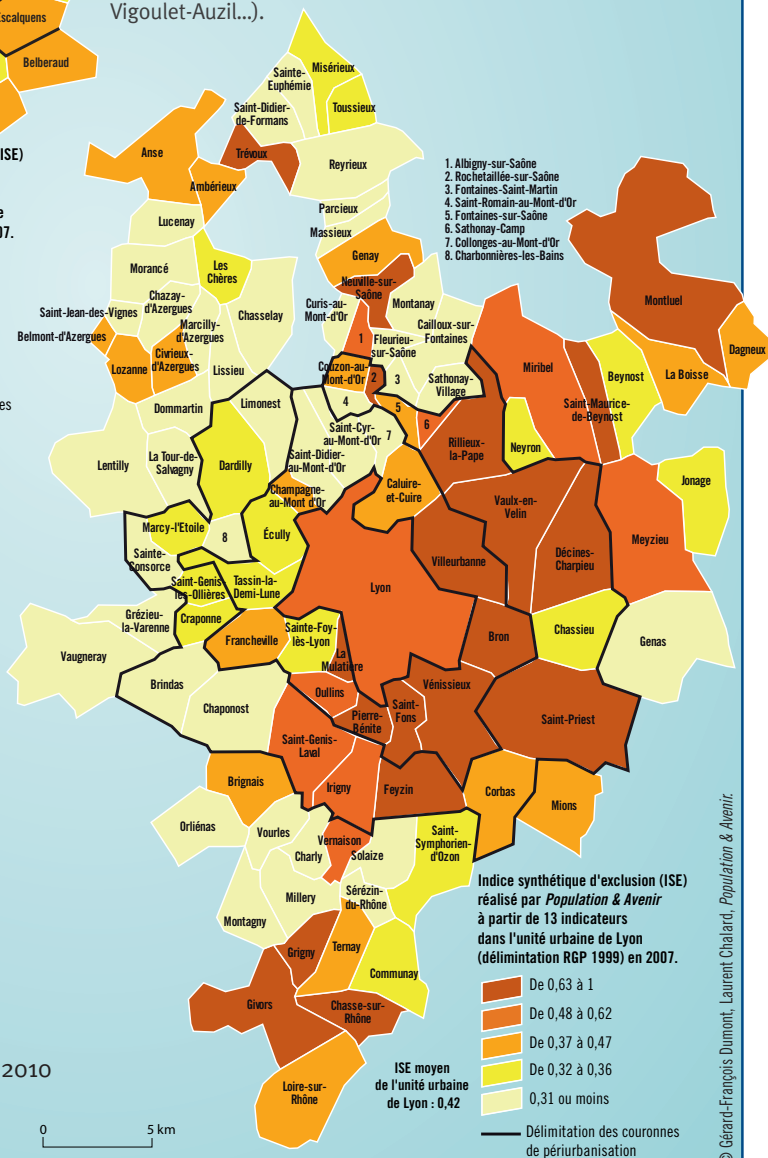 Vigoulet-Auzil...).
Escalquens
Belberaud
ISE)
e
07.
es
2010
Misérieux
Sainte-
Euphémie
Toussieux
Saint-Didier-
de-Formans
Trévoux
Anse
Ambérieux
Reyrieux
Parcieux
Massieux
Lucenay
Genay
1. Albigny-sur-Saône
2. Rochetaillée-sur-Saône
3. Fontaines-Saint-Martin
4. Saint-Romain-au-Mont-d'Or
5. Fontaines-sur-Saône
6. Sathonay-Camp
7. Collonges-au-Mont-d'Or
8. Charbonnières-les-Bains
Morancé
Les
Chères
Neuville-sur-
Saône
Montanay
Montluel
Chazay-
d'Azergues
Chasselay
Curis-au-
Mont-d'Or
Saint-Jean-des-Vignes
Marcilly-
d'Azergues
Cailloux-sur-
Fontaines
Belmont-d'Azergues
1
Fleurieu-
sur-Saône
Dagneux
Civrieux-
d'Azergues
Lozanne
Lissieu
Couzon-au-
Mont-d'Or
2
3
Sathonay-
Village
Miribel
Beynost
La Boisse
Dommartin
Limonest
4
5
6
7
Saint-Maurice-
de-Beynost
Saint-Cyr-
au-Mont-d'Or
Rillieux-
la-Pape
Neyron
Lentilly
La Tour-de-
Salvagny
Dardilly
Saint-Didier-
au-Mont-d'Or
Caluire-
et-Cuire
Champagne-
au-Mont d'Or
Jonage
Vaulx-en-
Velin
Marcy-l'Etoile
8
Écully
Meyzieu
Sainte-
Consorce
Villeurbanne
Décines-
Charpieu
Saint-Genis-
les-Ollières
Tassin-la-
Demi-Lune
Lyon
Grézieu-
la-Varenne
Craponne
Francheville
Sainte-Foy-
lès-Lyon
Bron
Chassieu
Genas
Vaugneray
La
Mulatière
Brindas
Chaponost
Oullins
Saint-
Fons
Vénissieux
Pierre-
Bénite
Saint-Priest
Saint-Genis-
Laval
Brignais
Irigny
Feyzin
Corbas
Mions
Orliénas
Vourles
Vernaison
Charly
Solaize
Saint-
Symphorien-
d'Ozon
Millery
Sérézin-
du-Rhône
Montagny
Grigny
Ternay
Communay
Givors
Chasse-sur-
Rhône
Loire-sur-
Rhône
Indice synthétique d'exclusion (ISE)
réalisé par Population & Avenir
à partir de 13 indicateurs
dans l'unité urbaine de Lyon
(délimintation RGP 1999) en 2007.
De 0,63 à 1
De 0,48 à 0,62
De 0,37 à 0,47
De 0,32 à 0,36
0,31 ou moins
Délimitation des couronnes
de périurbanisation
ISE moyen
de l'unité urbaine
de Lyon : 0,42
0 5 km
© Gérard-François Dumont, Laurent Chalard, Population & Avenir.